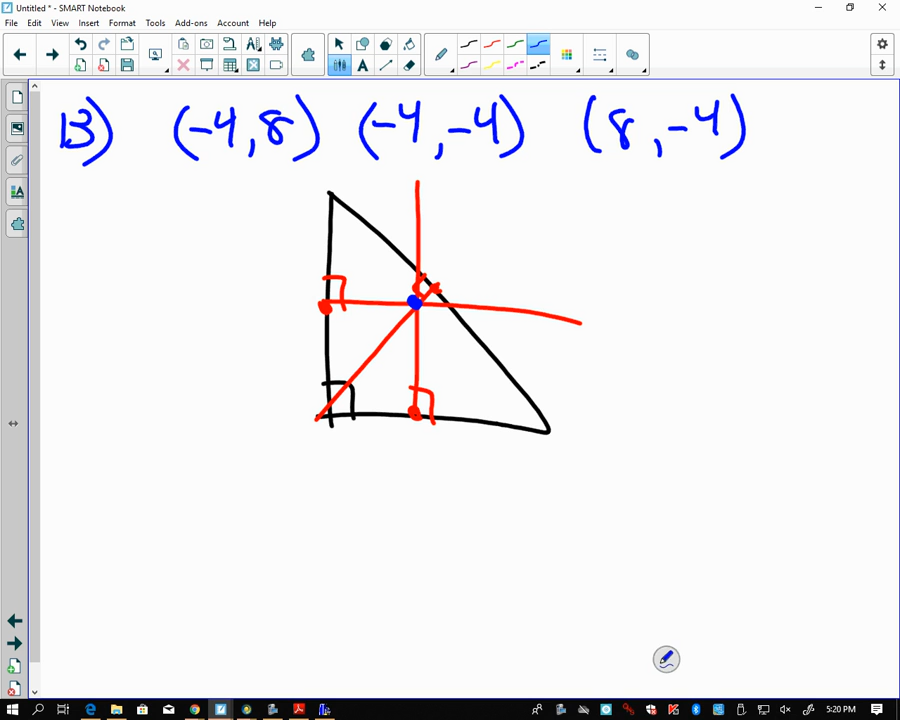 Untitled * - SMART Notebook
File Edit View Insert Format Tools Add-ons Account Help
13) (-4,8) (-4,-4) (8,-4)
5:20 PM